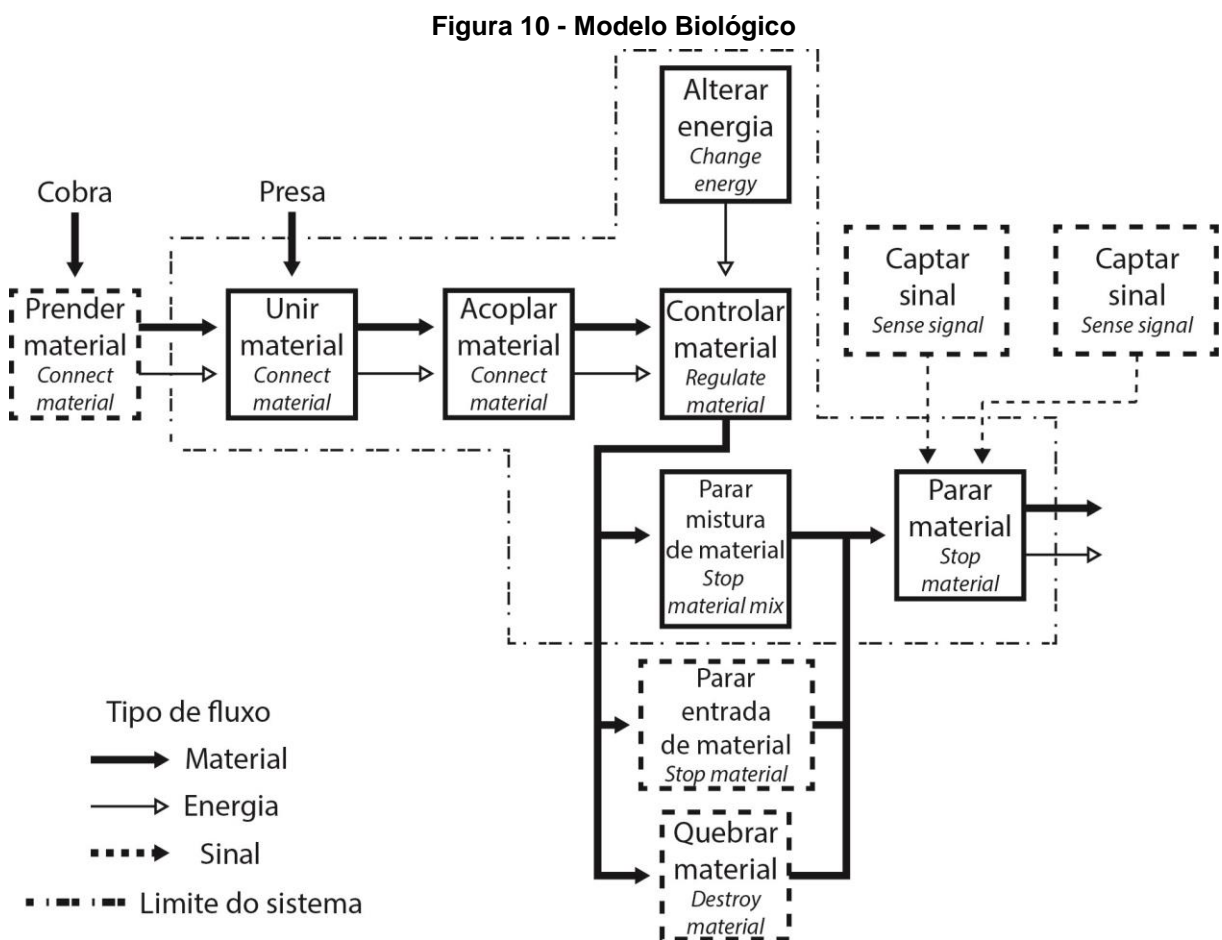 Figura 10 - Modelo Biológico
Alterar
energia
Change
energy
Cobra
Presa
Prender
material
Connect
material
Unir
material
Connect
material
Acoplar
material
Connect
material
Controlar
material
Regulate
material
Captar
sinal
Sense signal
Captar
sinal
Sense signal
Parar
mistura
de material
Stop
material mix
Parar
material
Stop
material
Parar
entrada
de material
Stop material
Quebrar
material
Destroy
material
Tipo de fluxo
Material
Energia
Sinal
Limite do sistema